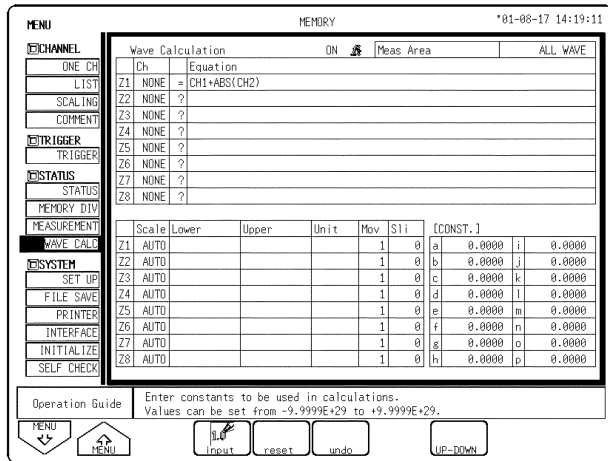 MENU MEMORY '01-08-17 14:19:11
CHANNEL
ONE CH
LIST
SCALING
COMMENT
TRIGGER
TRIGGER
STATUS
STATUS
MEMORY DIV
MEASUREMENT
WAVE CALC
SYSTEM
SET UP
FILE SAVE
PRINTER
INTERFACE
INITIALIZE
SELF CHECK
Wave Calculation ON Meas Area ALL WAVE
Ch Equation
Z1 NONE = CH1+ABS(CH2)
Z2 NONE ?
Z3 NONE ?
Z4 NONE ?
Z5 NONE ?
Z6 NONE ?
Z7 NONE ?
Z8 NONE ?
Scale Lower Upper Unit Mov Sli [CONST.]
Z1 AUTO 1 0 a 0.0000 i 0.0000
Z2 AUTO 1 0 b 0.0000 j 0.0000
Z3 AUTO 1 0 c 0.0000 k 0.0000
Z4 AUTO 1 0 d 0.0000 l 0.0000
Z5 AUTO 1 0 e 0.0000 m 0.0000
Z6 AUTO 1 0 f 0.0000 n 0.0000
Z7 AUTO 1 0 g 0.0000 o 0.0000
Z8 AUTO 1 0 h 0.0000 p 0.0000
Operation Guide
Enter constants to be used in calculations.
Values can be set from -9.9999E+29 to +9.9999E+29.
MENU
MENU
1.0
input reset undo UP-DOWN